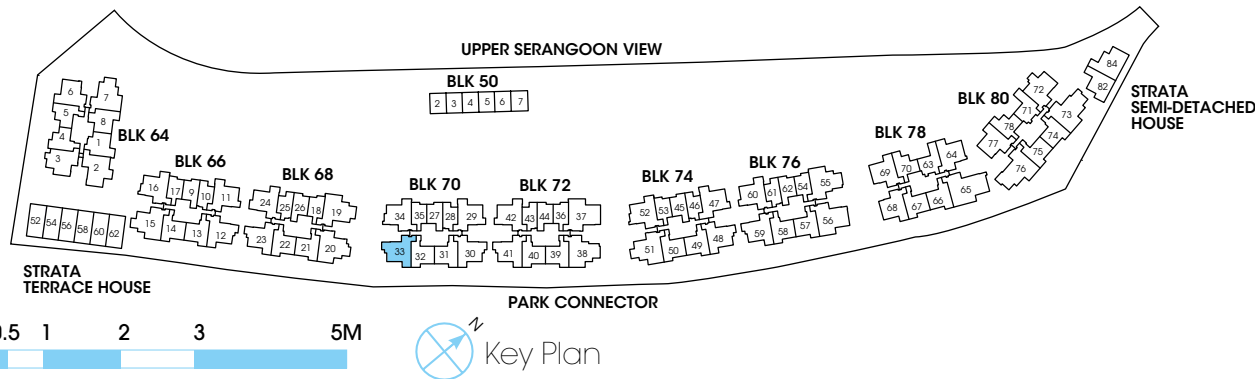 UPPER SERANGOON VIEW
BLK 50
2 3 4 5 6 7
BLK 64
6 7
5 8
4 1
3 2
BLK 66
16 17 9 10 11
15 14 13 12
BLK 68
24 25 26 18 19
23 22 21 20
BLK 70
34 35 27 28 29
33 32 31 30
BLK 72
42 43 44 36 37
41 40 39 38
BLK 74
52 53 45 46 47
51 50 49 48
BLK 76
60 61 62 54 55
59 58 57 56
BLK 78
69 70 63 64
68 67 66 65
BLK 80
72
71 73
78 74
77 75
76
84
82
STRATA
SEMI-DETACHED
HOUSE
52 54 56 58 60 62
STRATA
TERRACE HOUSE
PARK CONNECTOR
0.5 1 2 3 5M
N
Key Plan